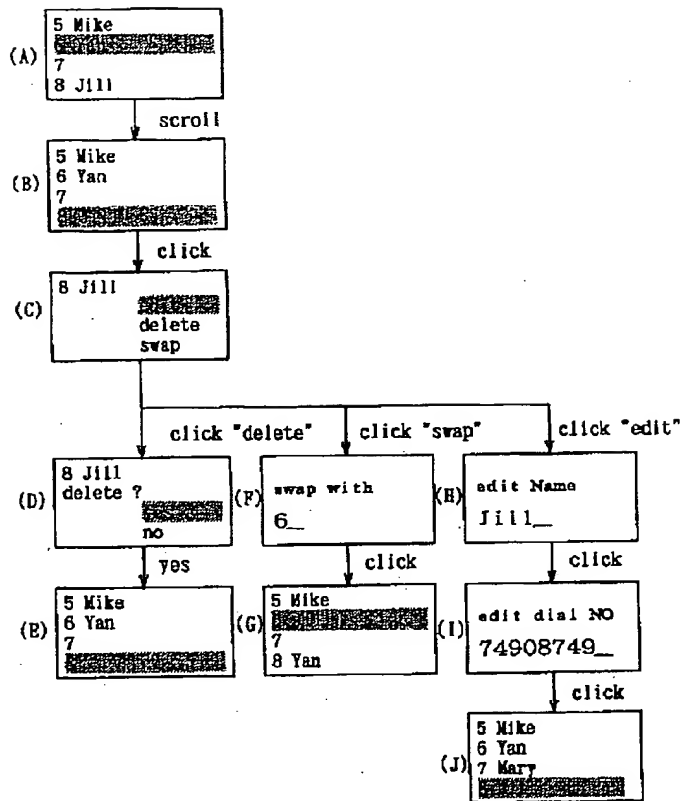 5 Mike
(A)
7
8 Jill
scroll
5 Mike
(B)
6 Yan
7
click
8 Jill
(C)
delete
swap
click "delete"
click "swap"
click "edit"
8 Jill
delete ?
(D)
no
(F)
swap with
6_
(H)
edit Name
Jill_
yes
click
click
5 Mike
(E)
6 Yan
7
5 Mike
(G)
7
8 Yan
(I)
edit dial NO
74908749_
click
5 Mike
6 Yan
(J)
7 Mary